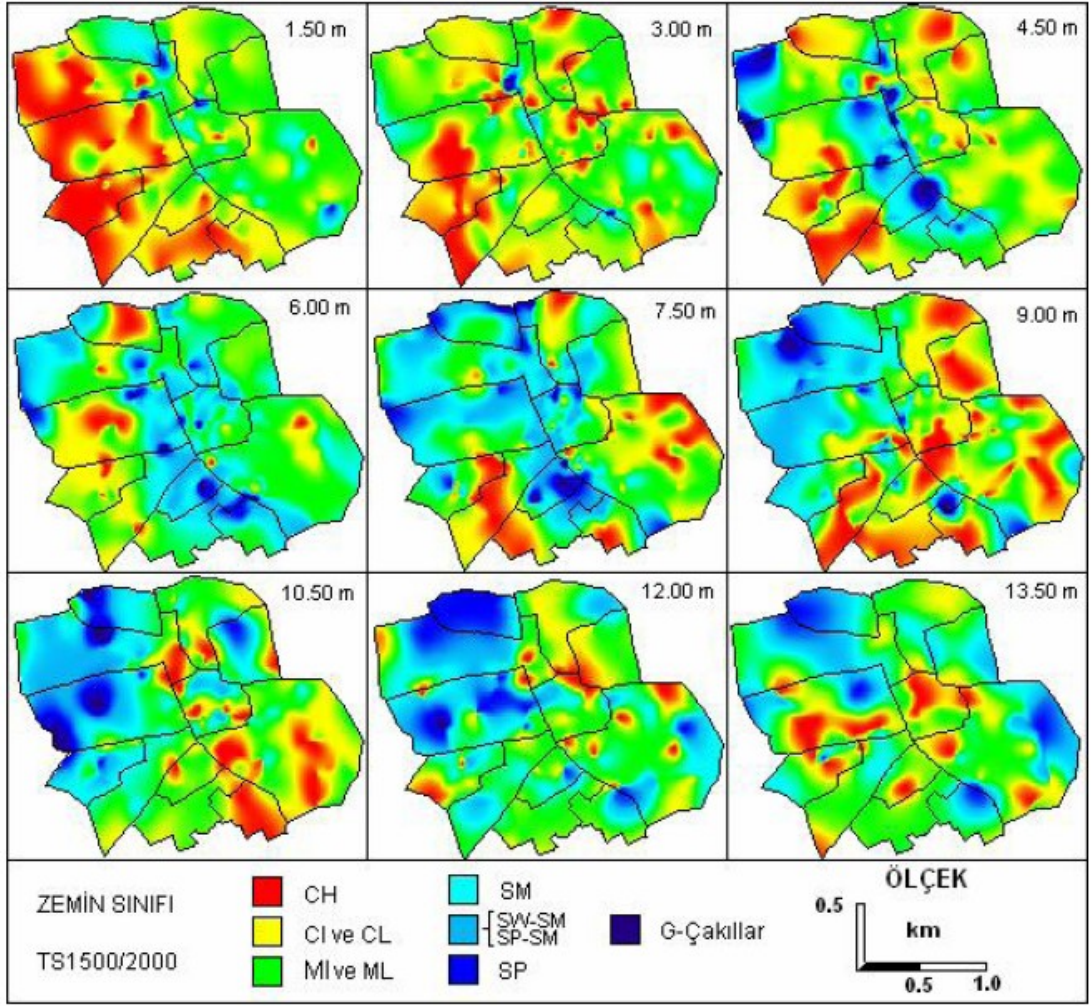 1.50 m
3.00 m
4.50 m
6.00 m
7.50 m
9.00 m
10.50 m
12.00 m
13.50 m
ZEMİN SINIFI
TS1500/2000
CH
CI ve CL
MI ve ML
SM
SW-SM
SP-SM
SP
G-Çakıllar
ÖLÇEK
0.5
km
0.5 1.0